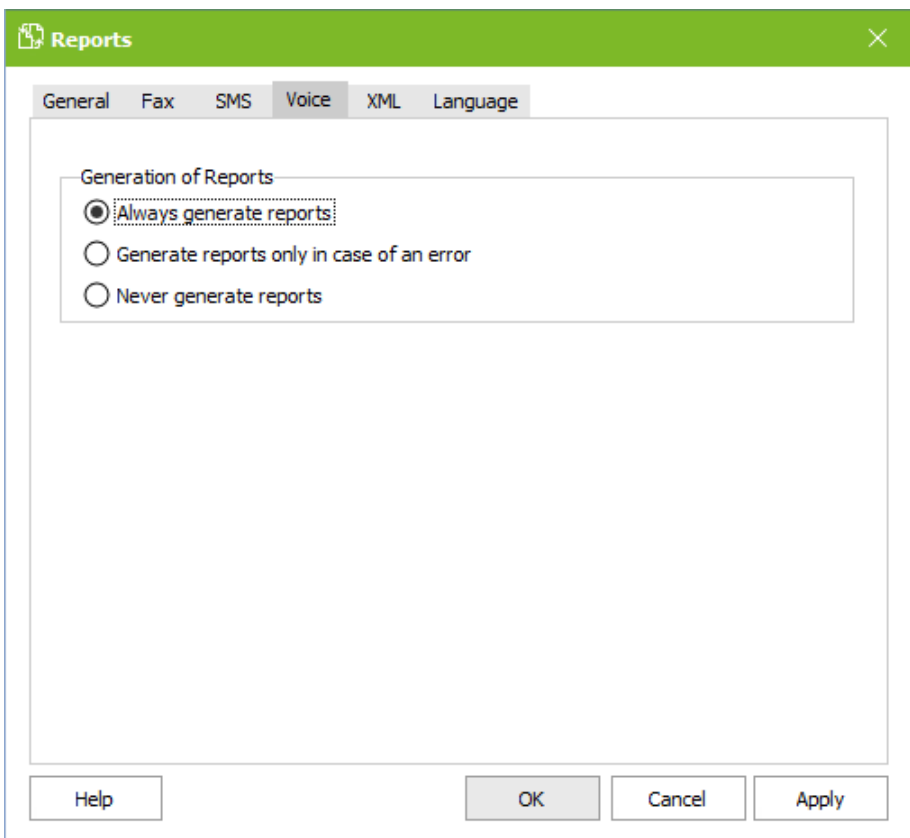 Reports
General Fax SMS Voice XML Language
Generation of Reports
Always generate reports
Generate reports only in case of an error
Never generate reports
Help OK Cancel Apply